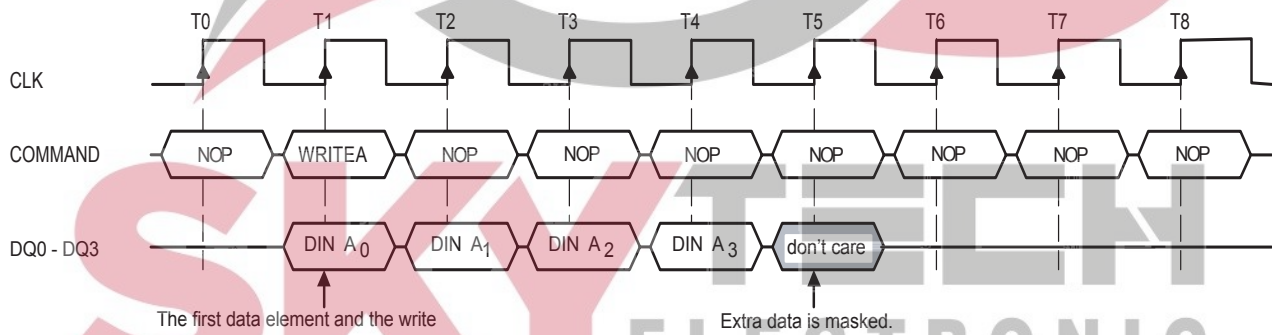 T0 T1 T2 T3 T4 T5 T6 T7 T8
CLK
COMMAND NOP WRITEA NOP NOP NOP NOP NOP NOP NOP
DQ0 - DQ3 DIN A0 DIN A1 DIN A2 DIN A3 don't care
The first data element and the write Extra data is masked.
SKYTECH
ELECTRONIC